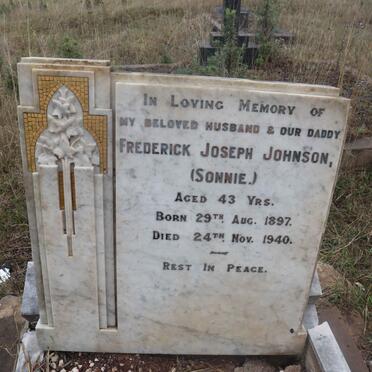 In Loving Memory of
my beloved husband & our daddy
Frederick Joseph Johnson,
(Sonnie.)
Aged 43 Yrs.
Born 29th Aug. 1897.
Died 24th Nov. 1940.
Rest in Peace.